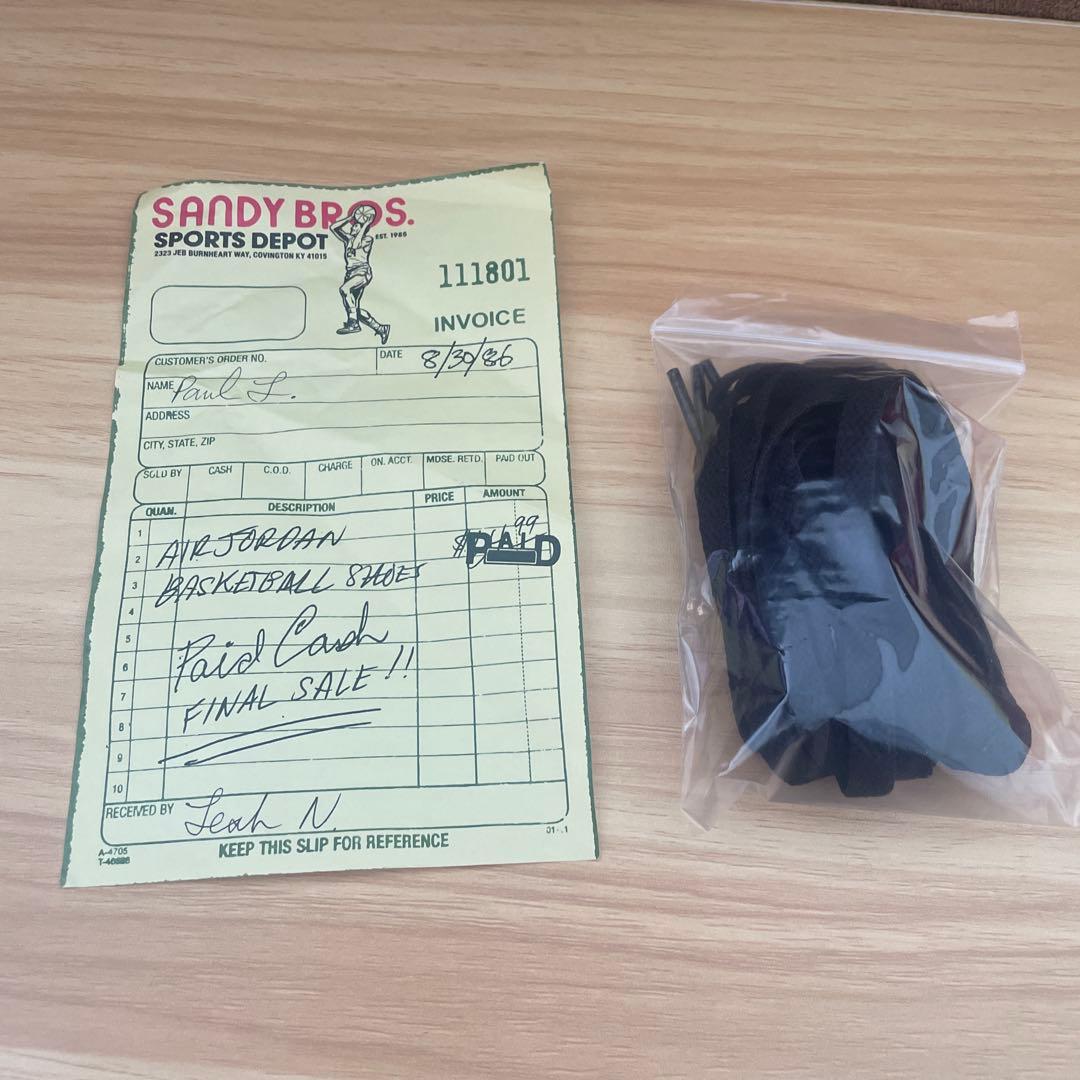 SANDY BROS.
SPORTS DEPOT
EST. 1986
2323 JEB BURNHEART WAY, COVINGTON KY 41015
111801
INVOICE
CUSTOMER'S ORDER NO.
DATE 8/30/86
NAME Paul L.
ADDRESS
CITY, STATE, ZIP
SOLD BY CASH C.O.D. CHARGE ON. ACCT. MDSE. RETD. PAID OUT
QUAN. DESCRIPTION PRICE AMOUNT
1
2 AIR JORDAN $ 99 PAID
3 BASKETBALL SHOES
4
5
6 Paid Cash
7 FINAL SALE!!
8
9
10
RECEIVED BY Leah N.
A-4705
KEEP THIS SLIP FOR REFERENCE